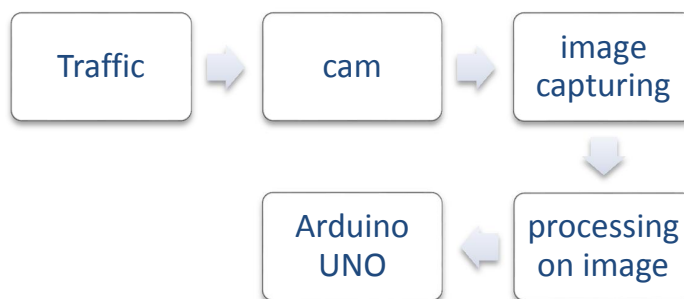 Traffic
cam
image
capturing
processing
on image
Arduino
UNO